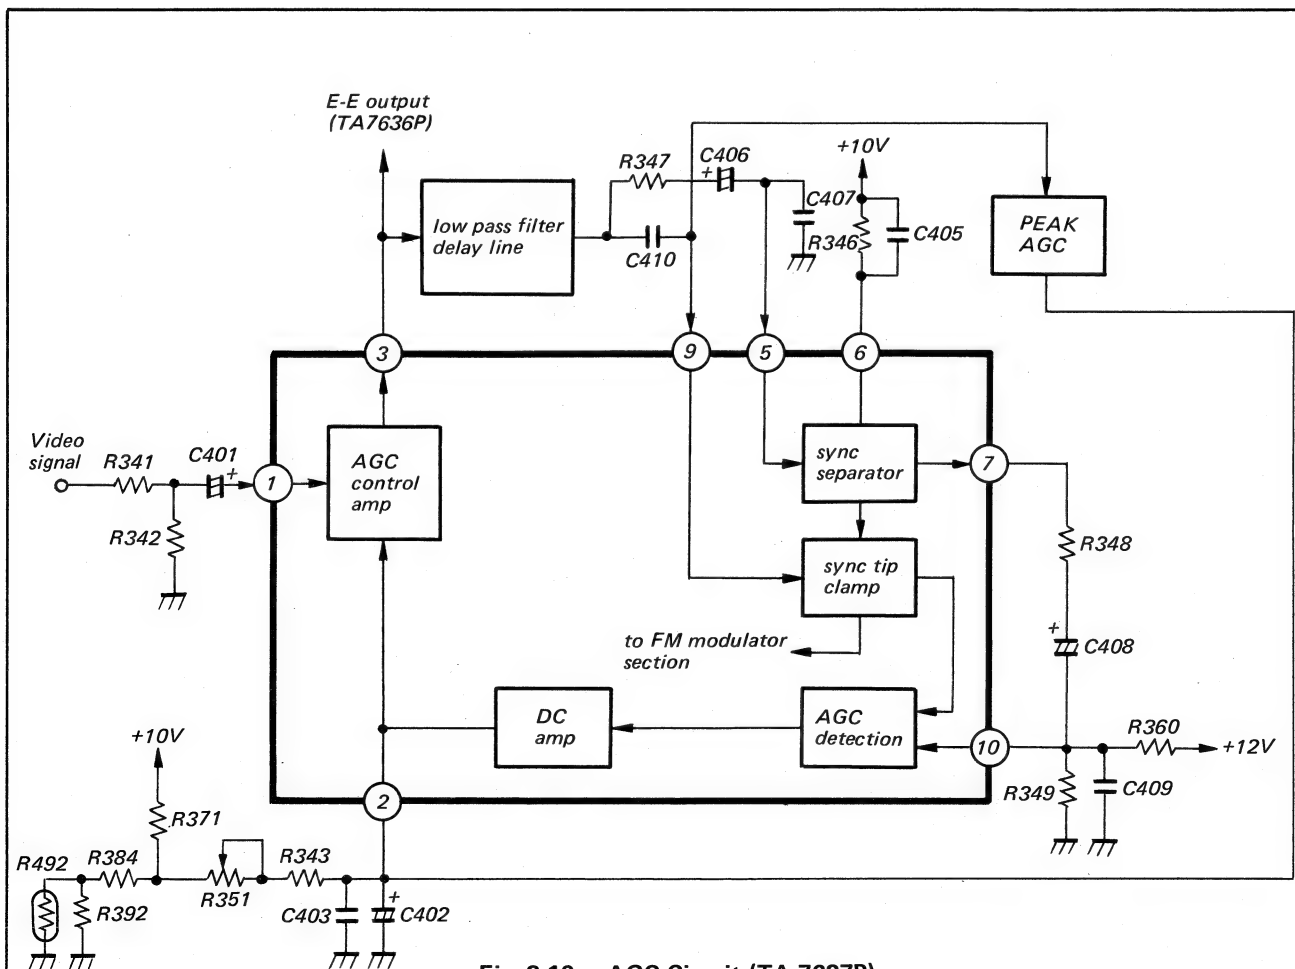 E-E output
(TA7636P)
R347
C406
+
+10V
C407
low pass filter
delay line
C410
R346
C405
PEAK
AGC
3
9
5
6
Video
signal
R341
C401
+
1
AGC
control
amp
sync
separator
7
R342
R348
sync tip
clamp
to FM modulator
section
+
C408
DC
amp
AGC
detection
10
R360
+12V
+10V
R349
C409
2
R371
R492
R384
R343
R351
R392
C403
+
C402